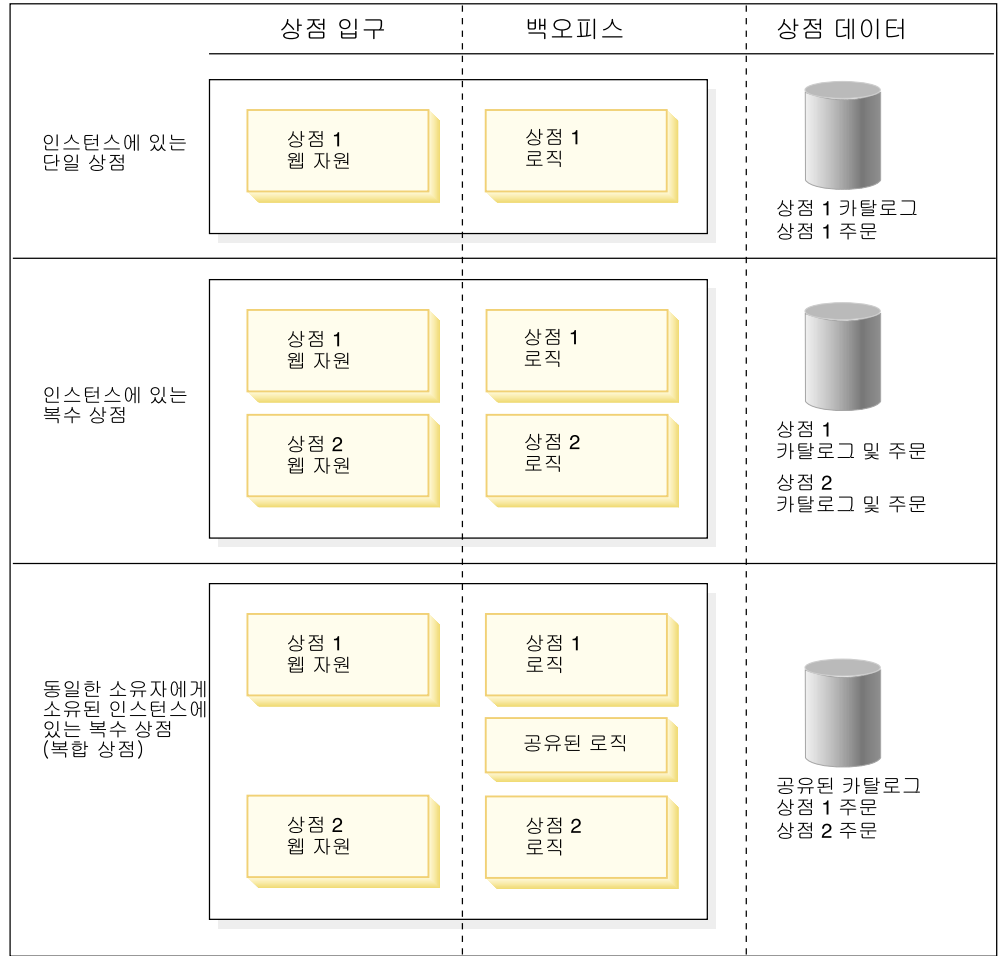 상점 입구
백오피스
상점 데이터
인스턴스에 있는
단일 상점
상점 1
웹 자원
상점 1
로직
상점 1 카탈로그
상점 1 주문
인스턴스에 있는
복수 상점
상점 1
웹 자원
상점 1
로직
상점 2
웹 자원
상점 2
로직
상점 1
카탈로그 및 주문
상점 2
카탈로그 및 주문
동일한 소유자에게
소유된 인스턴스에
있는 복수 상점
(복합 상점)
상점 1
웹 자원
상점 1
로직
공유된 로직
상점 2
웹 자원
상점 2
로직
공유된 카탈로그
상점 1 주문
상점 2 주문